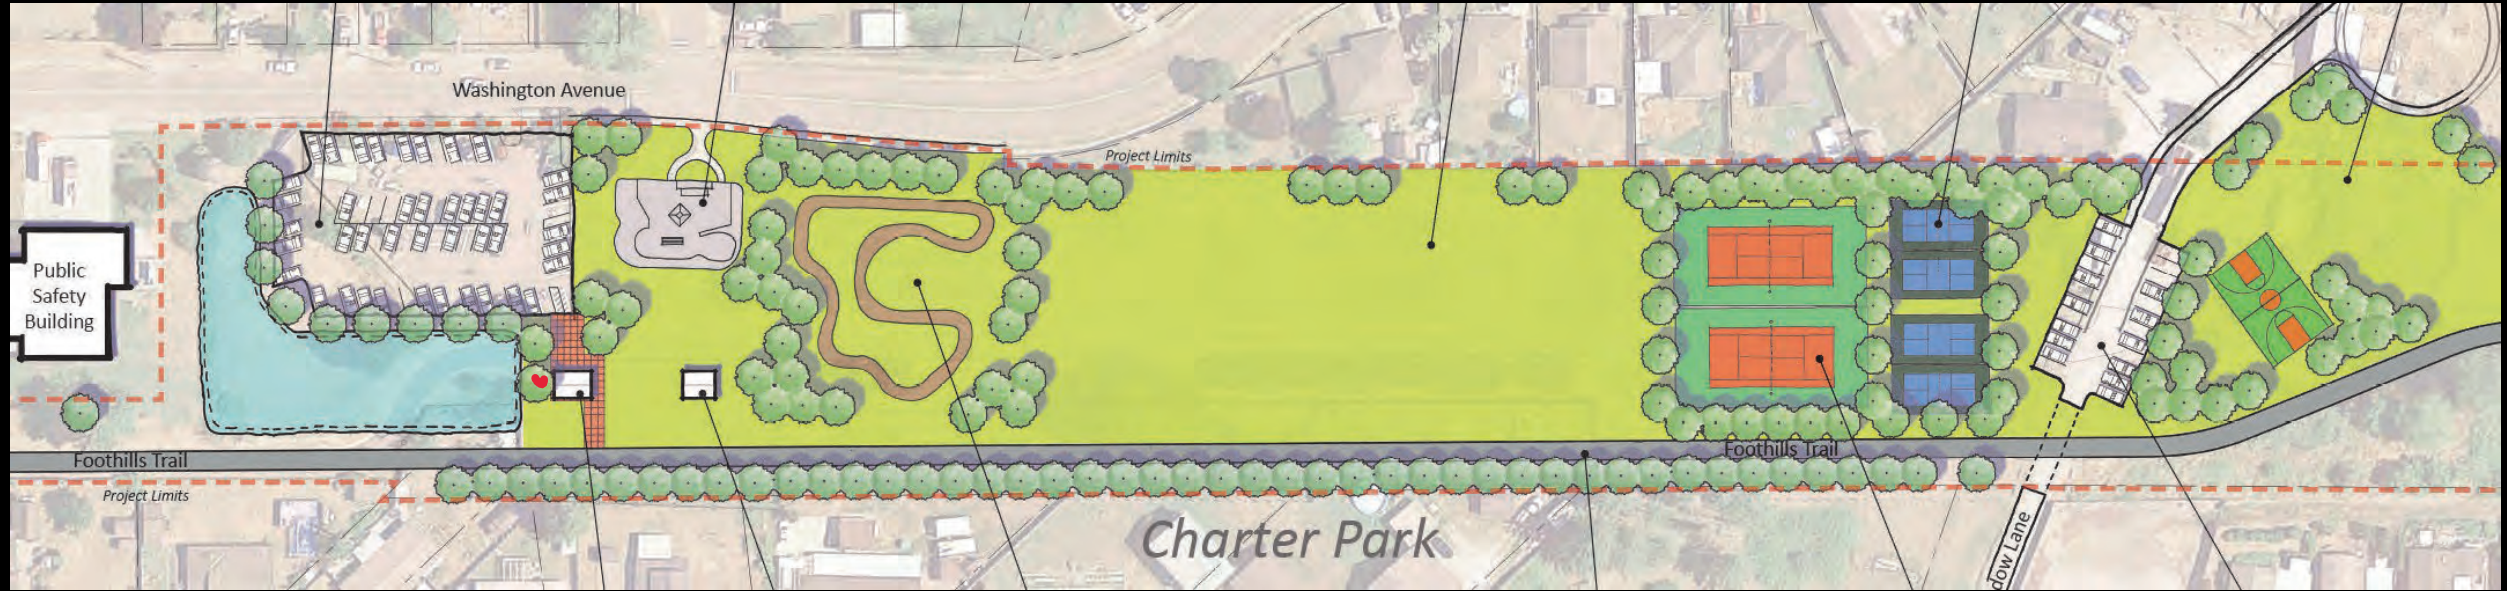 Washington Avenue
Project Limits
Public
Safety
Building
Foothills Trail
Foothills Trail
Project Limits
Charter Park
dow Lane